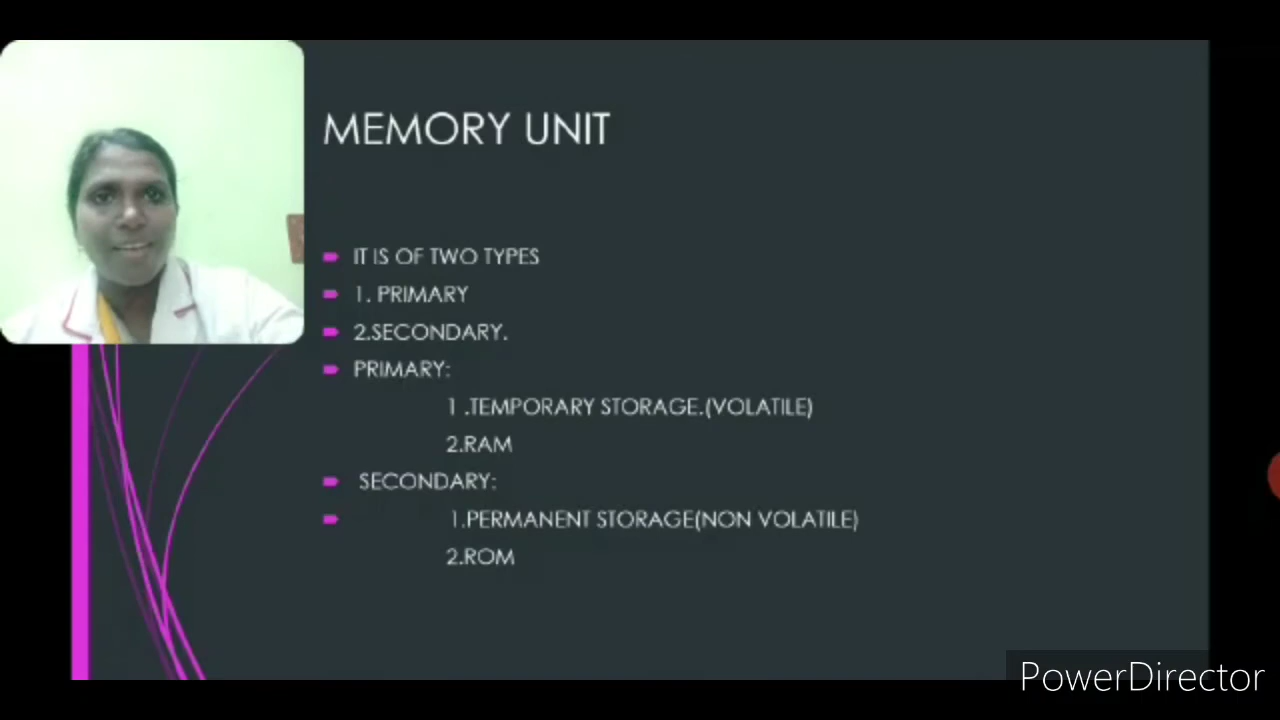 MEMORY UNIT
IT IS OF TWO TYPES
1. PRIMARY
2.SECONDARY.
PRIMARY:
1 .TEMPORARY STORAGE.(VOLATILE)
2.RAM
SECONDARY:
1.PERMANENT STORAGE(NON VOLATILE)
2.ROM
PowerDirector